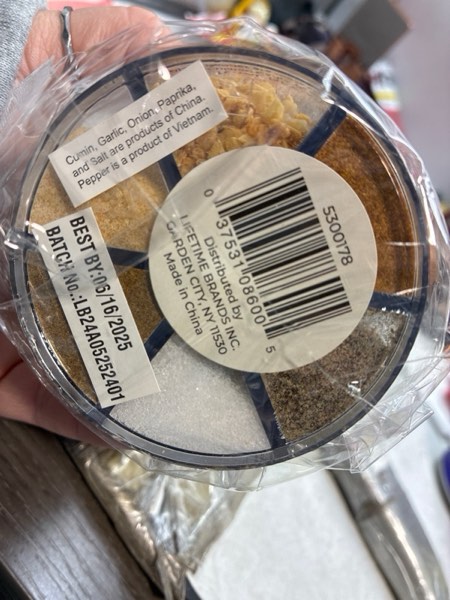 Cumin, Garlic, Onion, Paprika,
and Salt are products of China.
Pepper is a product of Vietnam.
BEST BY:06/16/2025
BATCH No.:LB24A05252401
5300178
0 37531 08600 5
Distributed by
LIFETIME BRANDS INC.
GARDEN CITY, NY 11530
Made in China